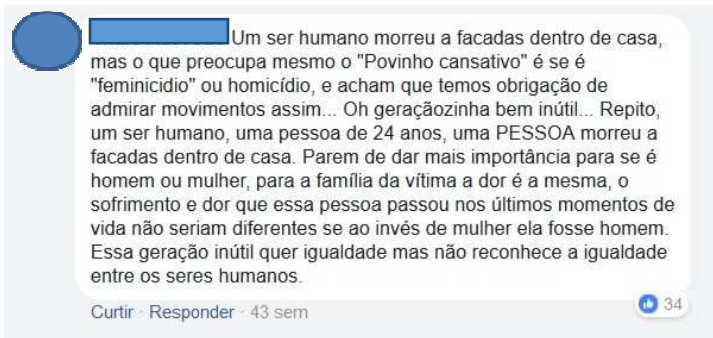 Um ser humano morreu a facadas dentro de casa,
mas o que preocupa mesmo o "Povinho cansativo" é se é
"feminicidio" ou homicídio, e acham que temos obrigação de
admirar movimentos assim... Oh geraçãozinha bem inútil... Repito,
um ser humano, uma pessoa de 24 anos, uma PESSOA morreu a
facadas dentro de casa. Parem de dar mais importância para se é
homem ou mulher, para a família da vítima a dor é a mesma, o
sofrimento e dor que essa pessoa passou nos últimos momentos de
vida não seriam diferentes se ao invés de mulher ela fosse homem.
Essa geração inútil quer igualdade mas não reconhece a igualdade
entre os seres humanos.
Curtir · Responder · 43 sem
34